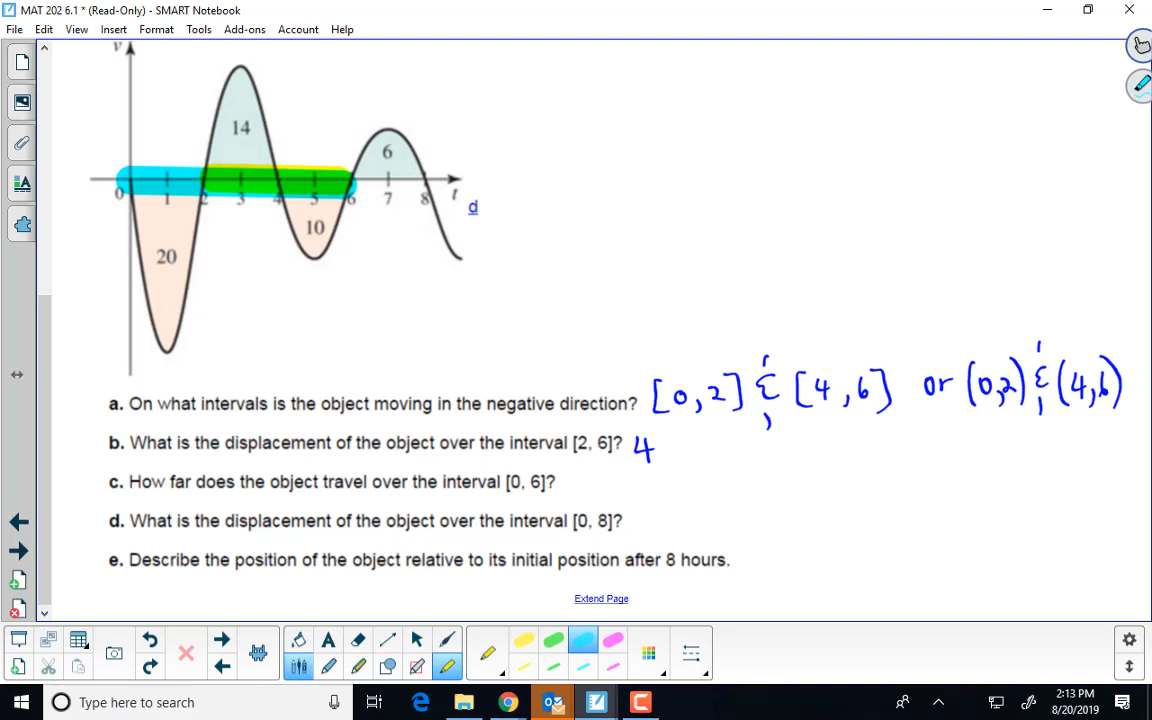 MAT 202 6.1 * (Read-Only) - SMART Notebook
File Edit View Insert Format Tools Add-ons Account Help
v
14
6
0 1 2 3 4 5 6 7 8 t
d
10
20
a. On what intervals is the object moving in the negative direction? [0,2] & [4,6] or (0,2) & (4,6)
b. What is the displacement of the object over the interval [2, 6]? 4
c. How far does the object travel over the interval [0, 6]?
d. What is the displacement of the object over the interval [0, 8]?
e. Describe the position of the object relative to its initial position after 8 hours.
Extend Page
Type here to search
2:13 PM
8/20/2019